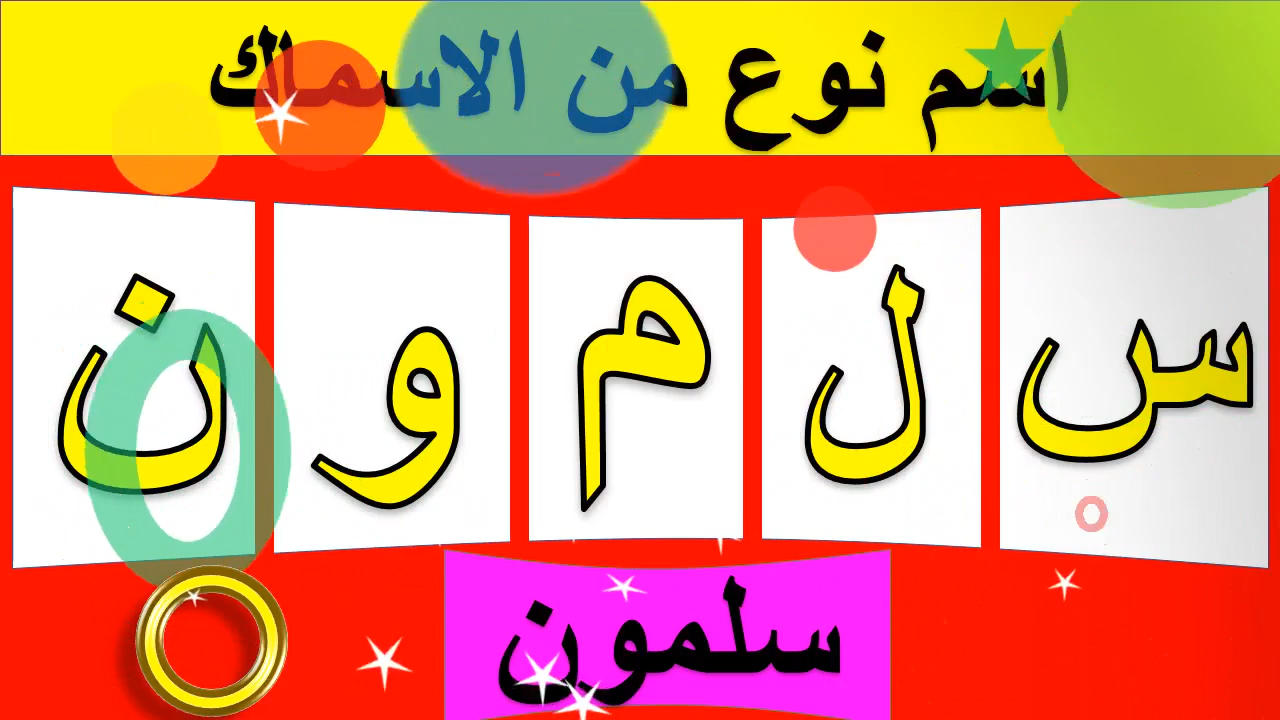 اسم نوع من الاسماك
س ل م و ن
سلمون